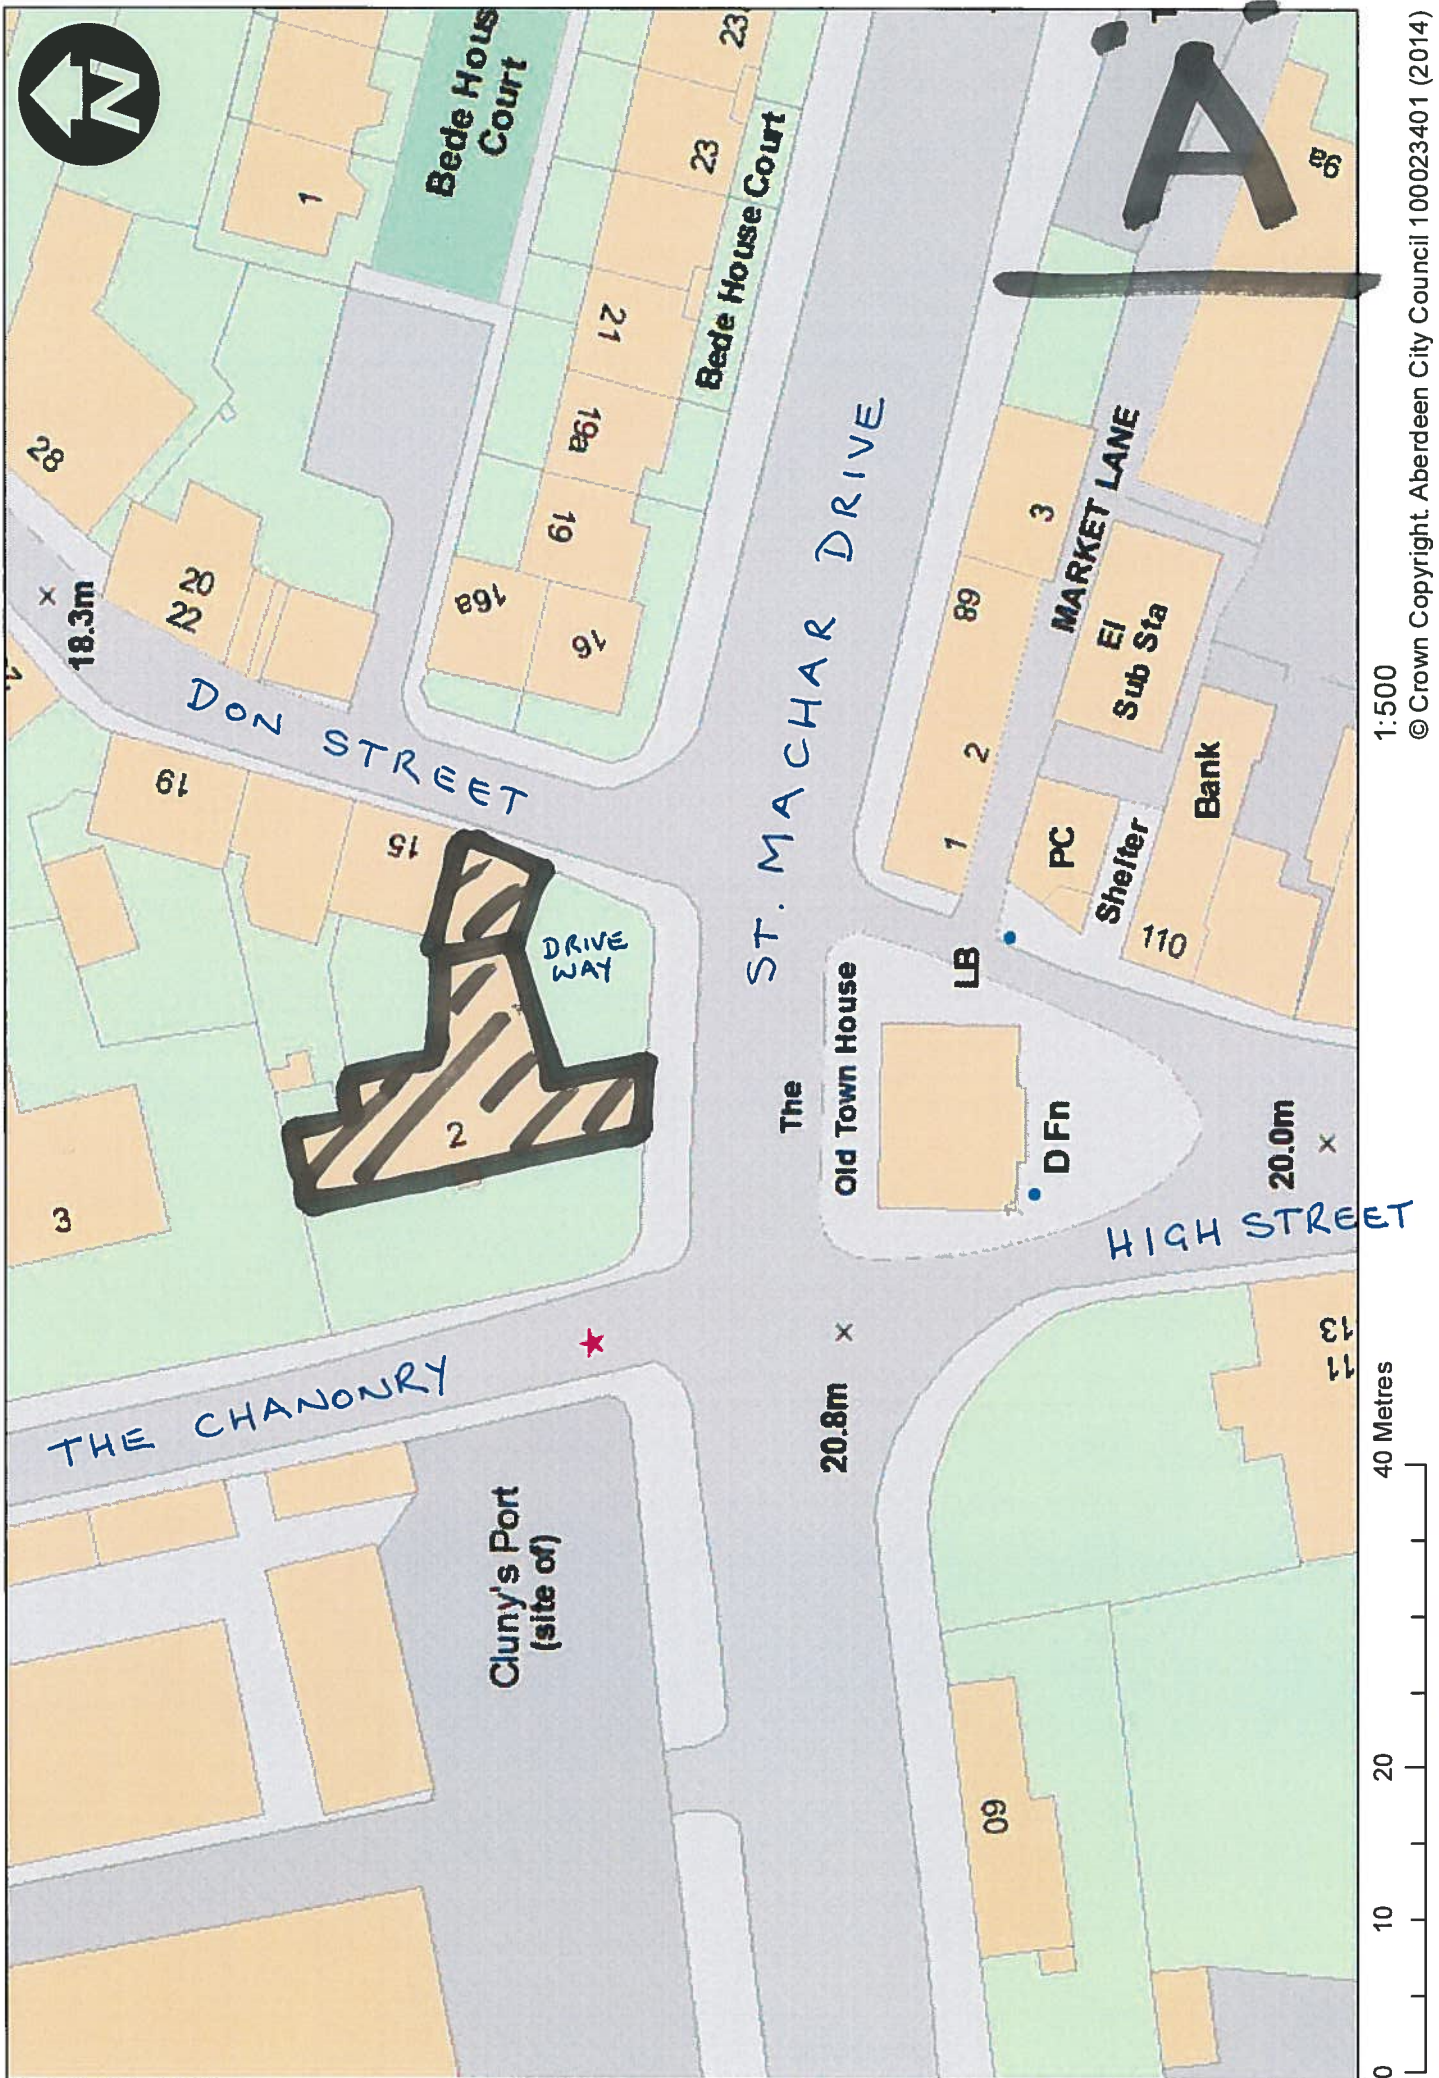 N
Bede Hous
Court
1
28
20
22
18.3m
23
23
21
19a
19
16a
16
Bede House Court
DON STREET
19
15
DRIVE
WAY
2
3
ST. MACHAR DRIVE
A
9g
MARKET LANE
3
89
2
1
El
Sub Sta
PC
Shelter
Bank
110
LB
The
Old Town House
D Fn
20.0m
HIGH STREET
THE CHANONRY
20.8m
Cluny's Port
(site of)
11
13
60
0 10 20 40 Metres
1:500
© Crown Copyright. Aberdeen City Council 100023401 (2014)